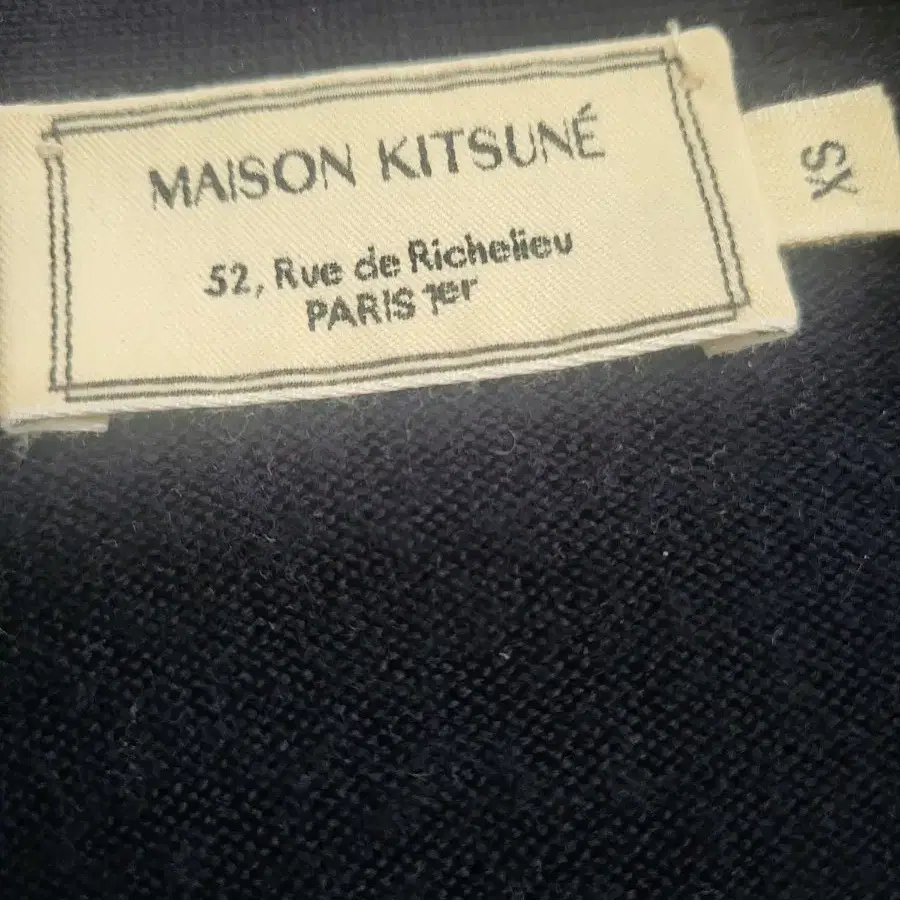 MAISON KITSUNÉ
52, Rue de Richelieu
PARIS 1er
XS